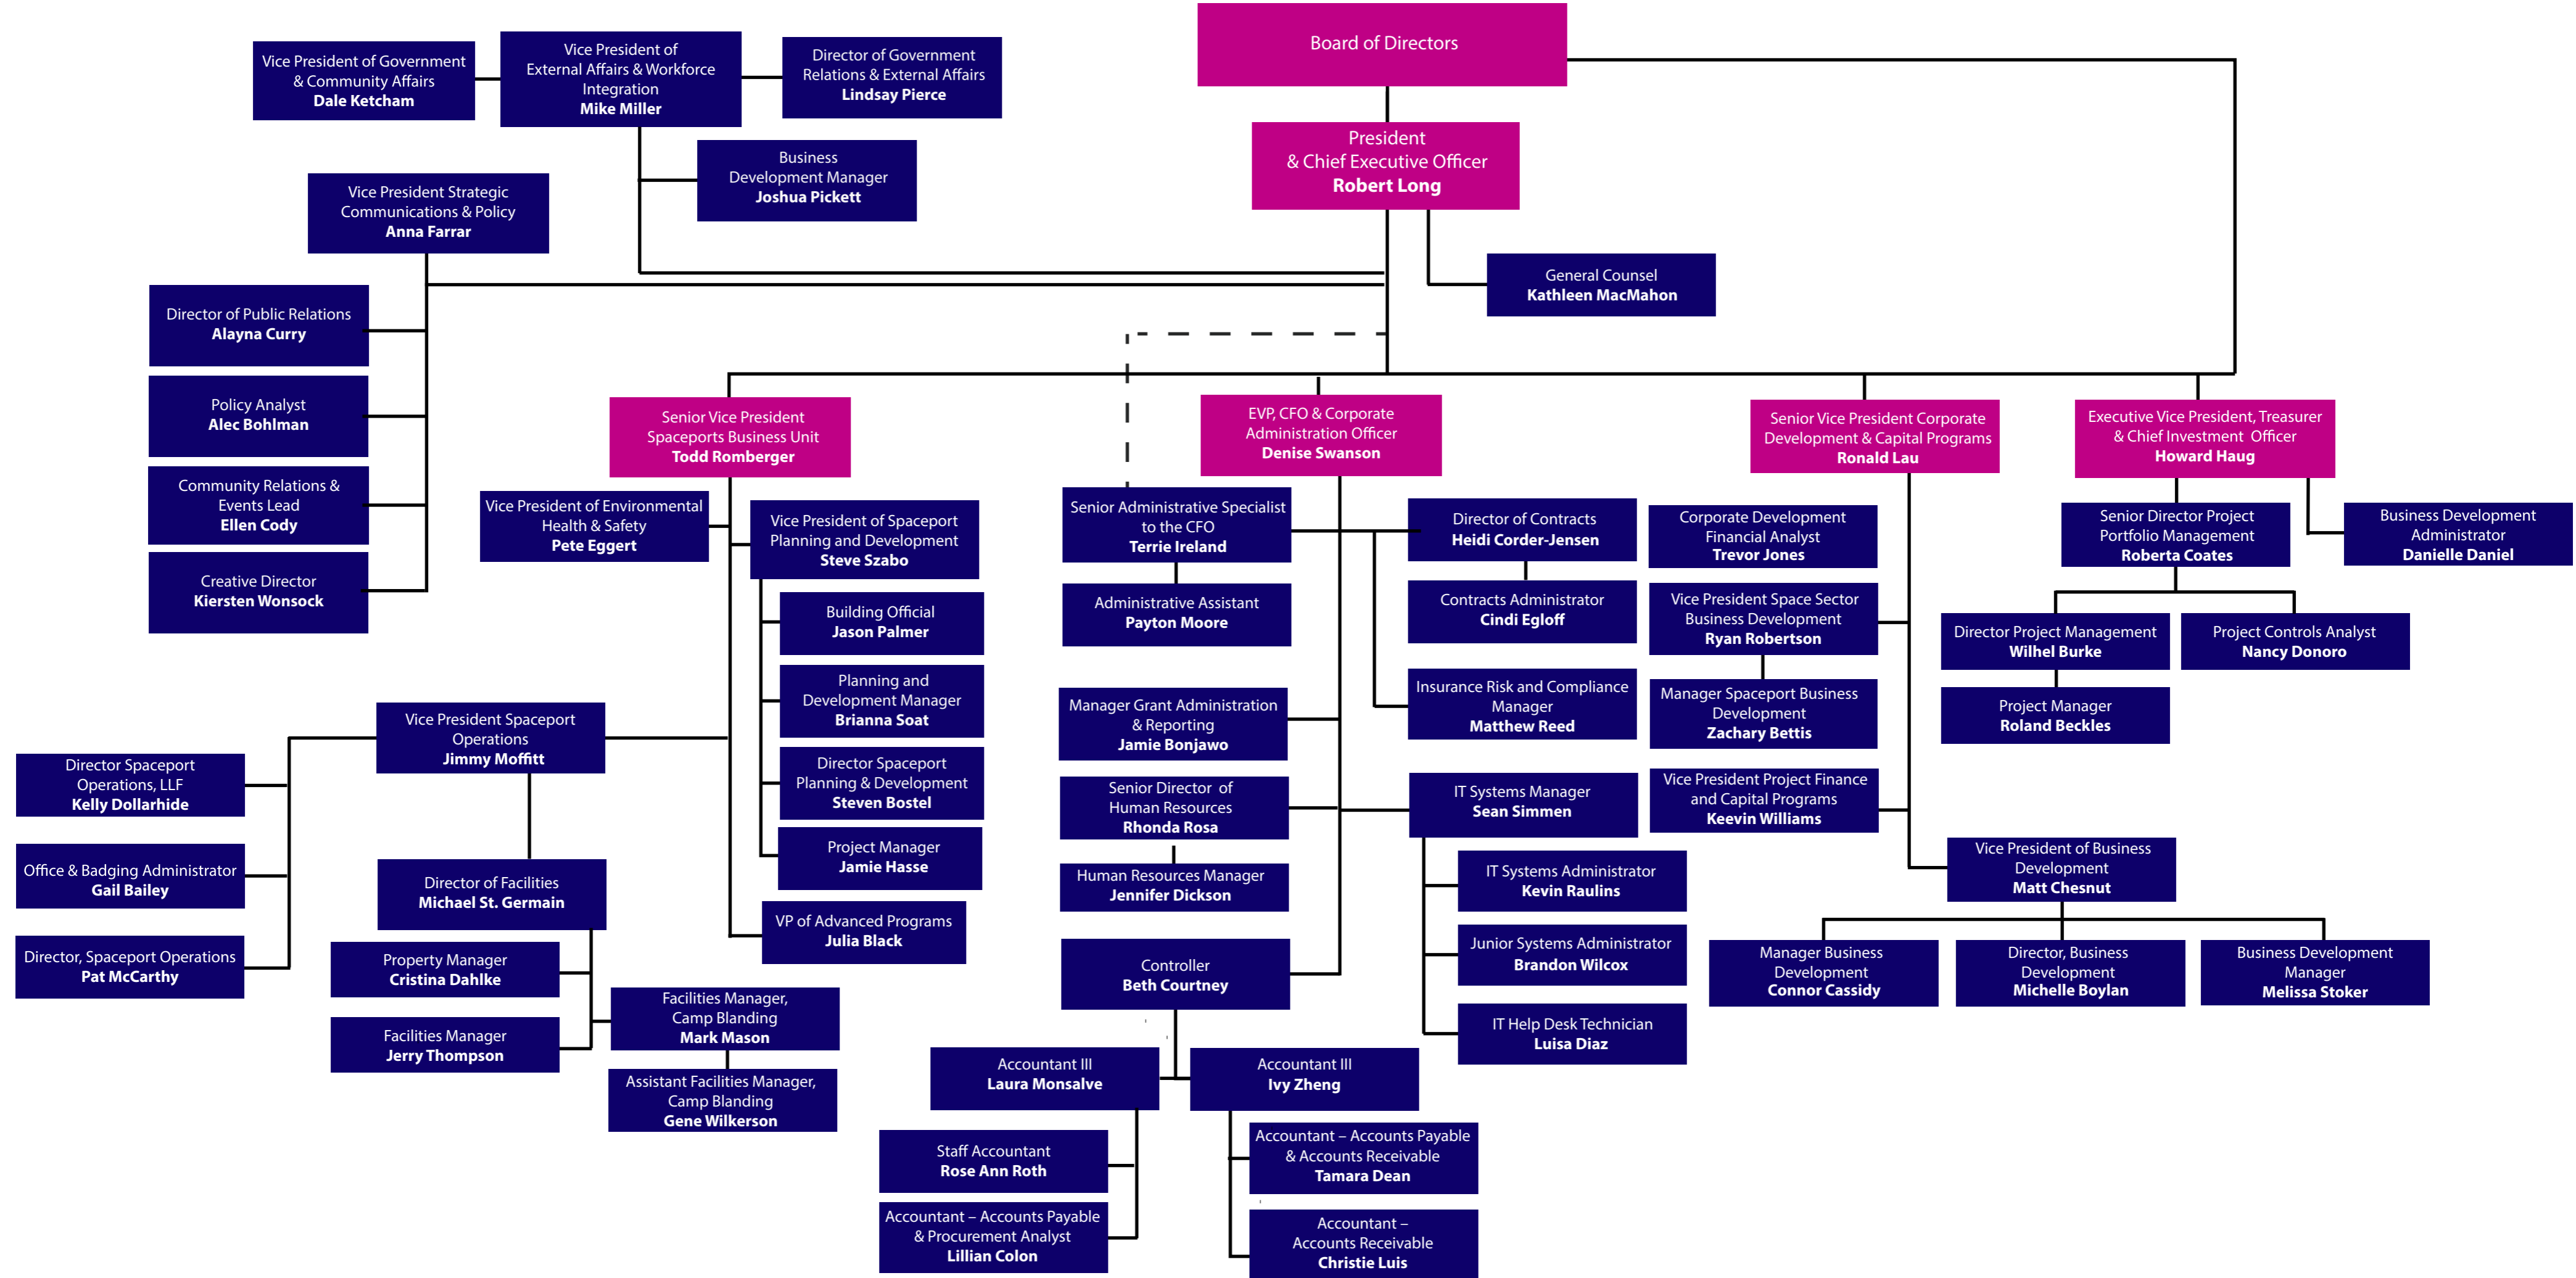 Board of Directors
President
& Chief Executive Officer
Robert Long
General Counsel
Kathleen MacMahon
Vice President of Government
& Community Affairs
Dale Ketcham
Vice President of
External Affairs & Workforce
Integration
Mike Miller
Director of Government
Relations & External Affairs
Lindsay Pierce
Business
Development Manager
Joshua Pickett
Vice President Strategic
Communications & Policy
Anna Farrar
Director of Public Relations
Alayna Curry
Policy Analyst
Alec Bohlman
Community Relations &
Events Lead
Ellen Cody
Creative Director
Kiersten Wonsock
Senior Vice President
Spaceports Business Unit
Todd Romberger
Vice President of Environmental
Health & Safety
Pete Eggert
Vice President of Spaceport
Planning and Development
Steve Szabo
Building Official
Jason Palmer
Planning and
Development Manager
Brianna Soat
Director Spaceport
Planning & Development
Steven Bostel
Project Manager
Jamie Hasse
VP of Advanced Programs
Julia Black
Vice President Spaceport
Operations
Jimmy Moffitt
Director Spaceport
Operations, LLF
Kelly Dollarhide
Office & Badging Administrator
Gail Bailey
Director, Spaceport Operations
Pat McCarthy
Director of Facilities
Michael St. Germain
Property Manager
Cristina Dahlke
Facilities Manager
Jerry Thompson
Facilities Manager,
Camp Blanding
Mark Mason
Assistant Facilities Manager,
Camp Blanding
Gene Wilkerson
EVP, CFO & Corporate
Administration Officer
Denise Swanson
Senior Administrative Specialist
to the CFO
Terrie Ireland
Administrative Assistant
Payton Moore
Director of Contracts
Heidi Corder-Jensen
Contracts Administrator
Cindi Egloff
Insurance Risk and Compliance
Manager
Matthew Reed
Manager Grant Administration
& Reporting
Jamie Bonjawo
Senior Director of
Human Resources
Rhonda Rosa
Human Resources Manager
Jennifer Dickson
IT Systems Manager
Sean Simmen
IT Systems Administrator
Kevin Raulins
Junior Systems Administrator
Brandon Wilcox
IT Help Desk Technician
Luisa Diaz
Controller
Beth Courtney
Accountant III
Laura Monsalve
Accountant III
Ivy Zheng
Staff Accountant
Rose Ann Roth
Accountant – Accounts Payable
& Procurement Analyst
Lillian Colon
Accountant – Accounts Payable
& Accounts Receivable
Tamara Dean
Accountant –
Accounts Receivable
Christie Luis
Senior Vice President Corporate
Development & Capital Programs
Ronald Lau
Corporate Development
Financial Analyst
Trevor Jones
Vice President Space Sector
Business Development
Ryan Robertson
Manager Spaceport Business
Development
Zachary Bettis
Vice President Project Finance
and Capital Programs
Keevin Williams
Vice President of Business
Development
Matt Chesnut
Manager Business
Development
Connor Cassidy
Director, Business
Development
Michelle Boylan
Business Development
Manager
Melissa Stoker
Executive Vice President, Treasurer
& Chief Investment Officer
Howard Haug
Senior Director Project
Portfolio Management
Roberta Coates
Business Development
Administrator
Danielle Daniel
Director Project Management
Wilhel Burke
Project Controls Analyst
Nancy Donoro
Project Manager
Roland Beckles